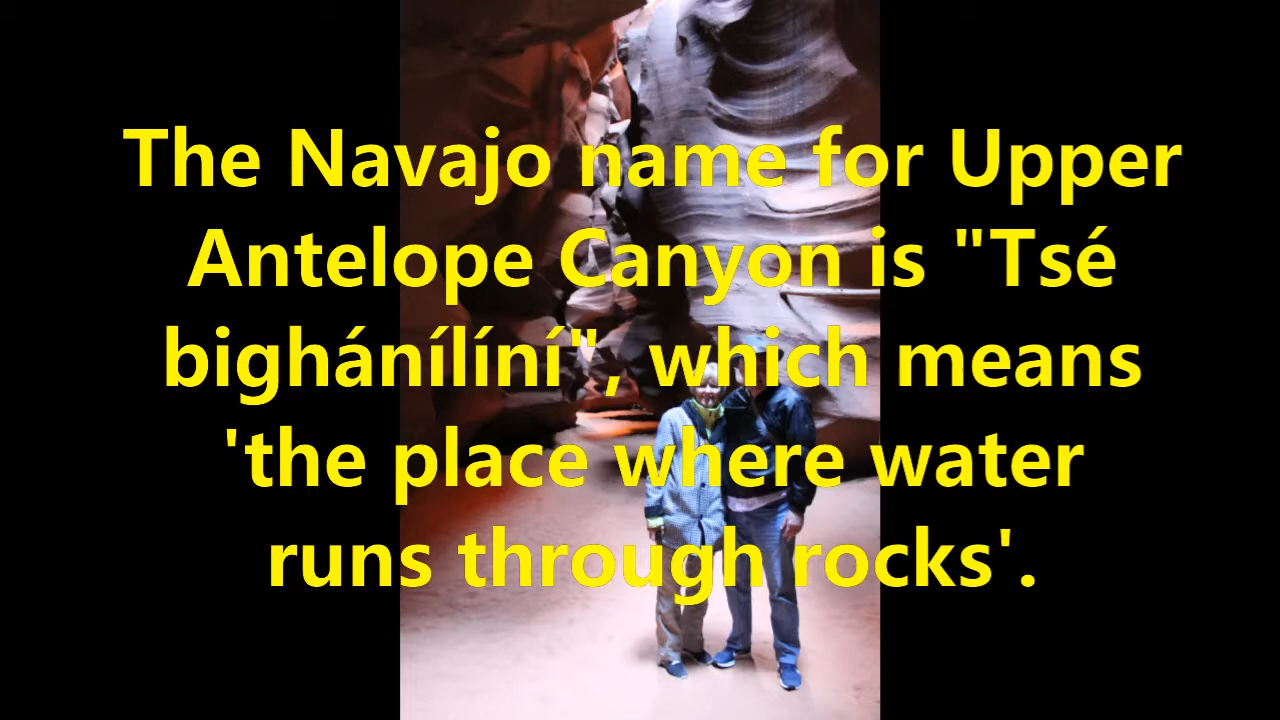 The Navajo name for Upper
Antelope Canyon is "Tsé
bighánílíní", which means
'the place where water
runs through rocks'.